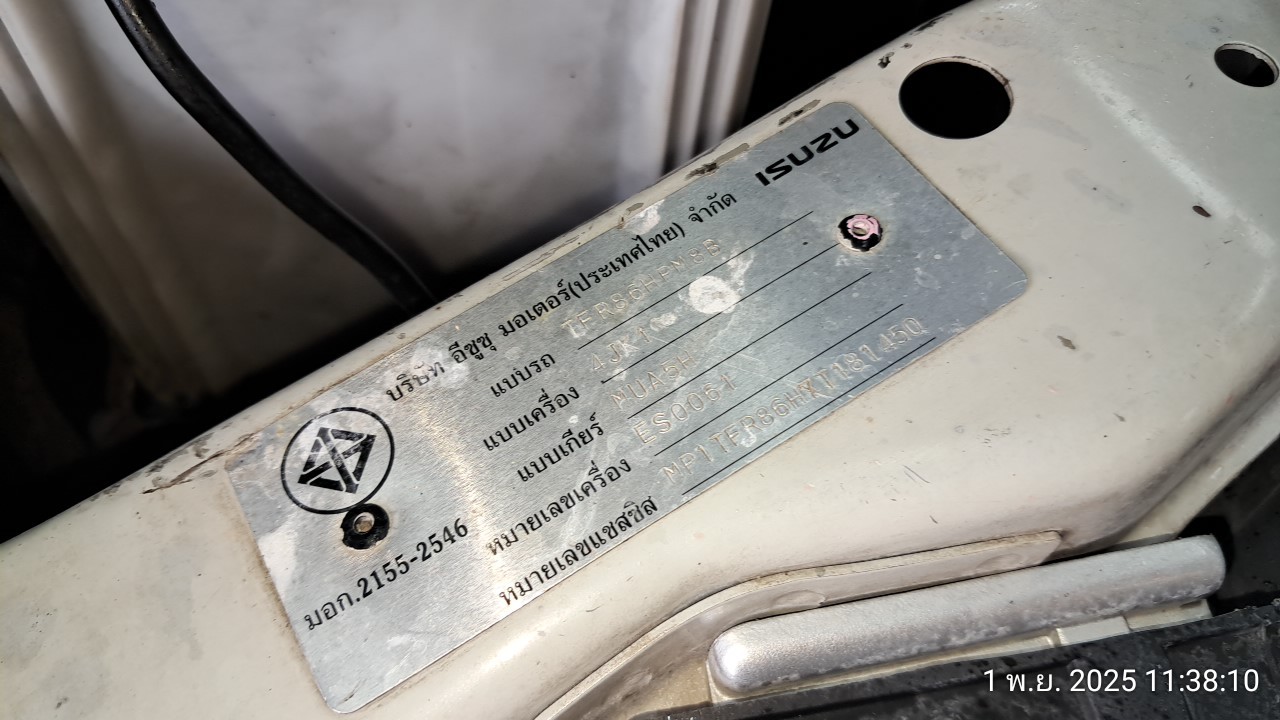 ISUZU
บริษัท อีซูซุ มอเตอร์(ประเทศไทย) จำกัด
แบบรถ TFR86HPM8B
แบบเครื่อง 4JK1
แบบเกียร์ MUA5H
หมายเลขเครื่อง
หมายเลขแชสซิส
มอก.2155-2546
1 พ.ย. 2025 11:38:10